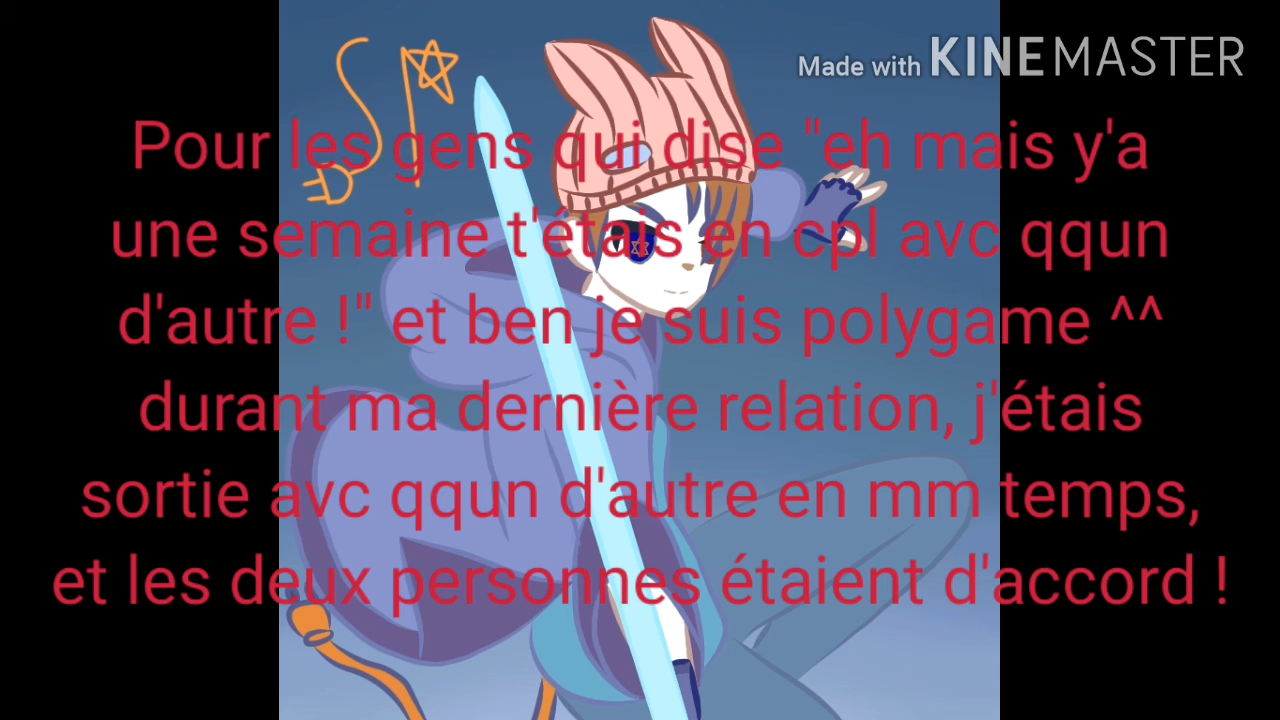 Made with KINEMASTER
Pour les gens qui dise "eh mais y'a
une semaine t'étais en cpl avc qqun
d'autre !" et ben je suis polygame ^^
durant ma dernière relation, j'étais
sortie avc qqun d'autre en mm temps,
et les deux personnes étaient d'accord !